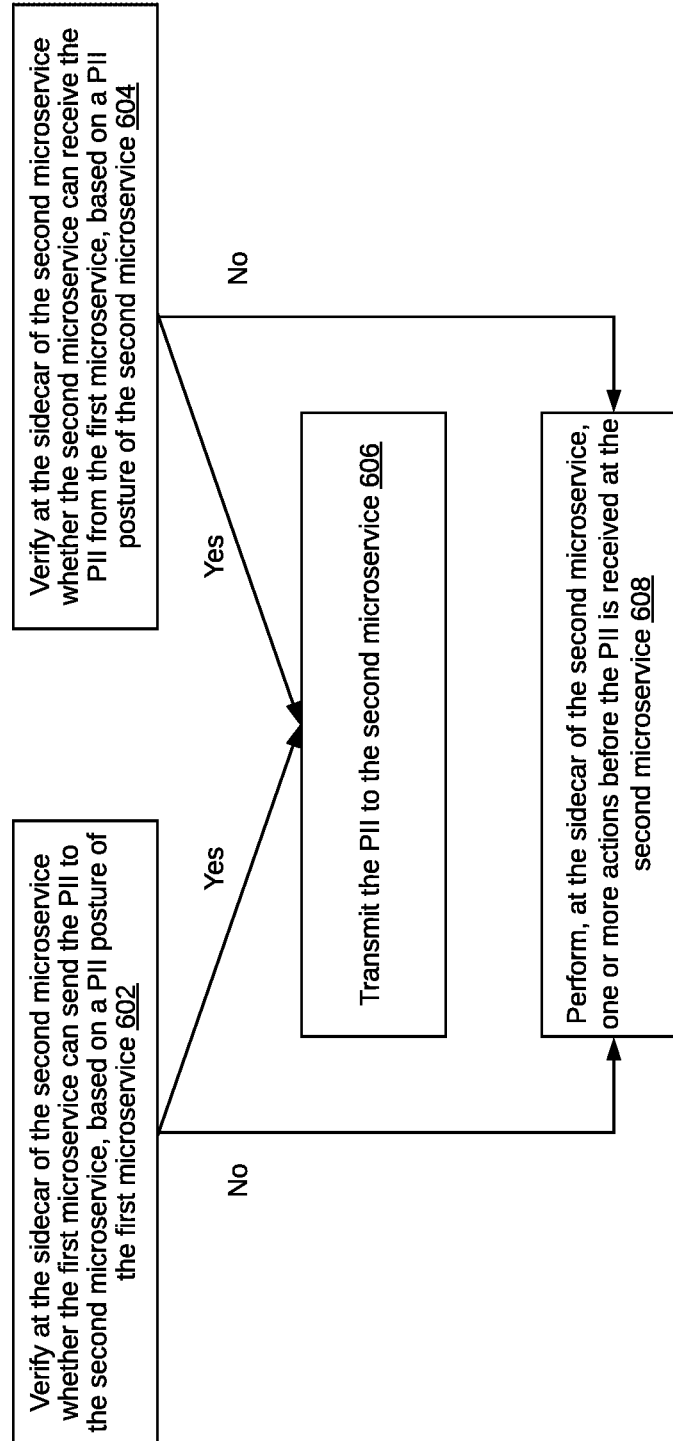 Verify at the sidecar of the second microservice
whether the first microservice can send the PII to
the second microservice, based on a PII posture of
the first microservice 602
Verify at the sidecar of the second microservice
whether the second microservice can receive the
PII from the first microservice, based on a PII
posture of the second microservice 604
Yes
Yes
No
No
Transmit the PII to the second microservice 606
Perform, at the sidecar of the second microservice,
one or more actions before the PII is received at the
second microservice 608